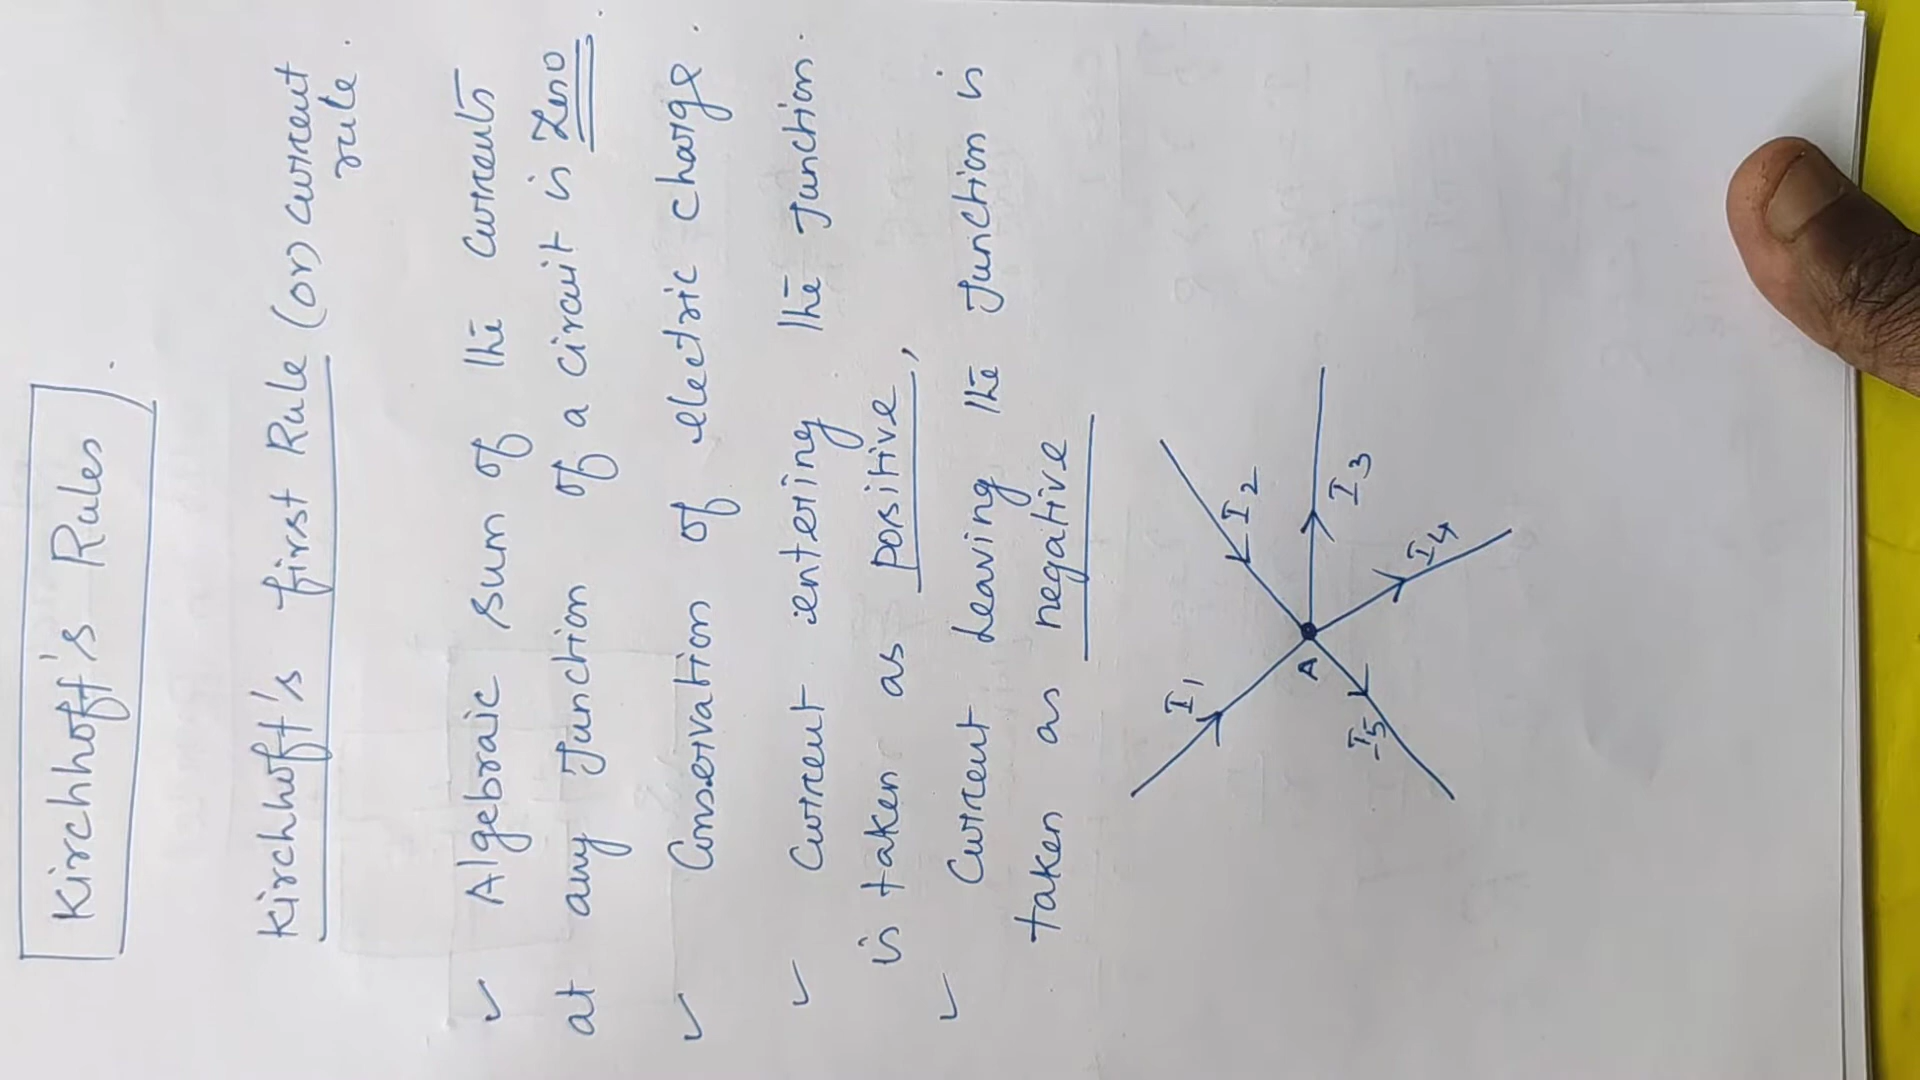 Kirchhoff's Rules.
Kirchhoff's first Rule (or) current
rule.
✓ Algebraic sum of the currents
at any Junction of a circuit is Zero.
✓ Conservation of electric charge.
✓ Current entering the Junction.
is taken as positive,
✓ Current Leaving the Junction is
taken as negative
I1
I2
A
I3
I5
I4